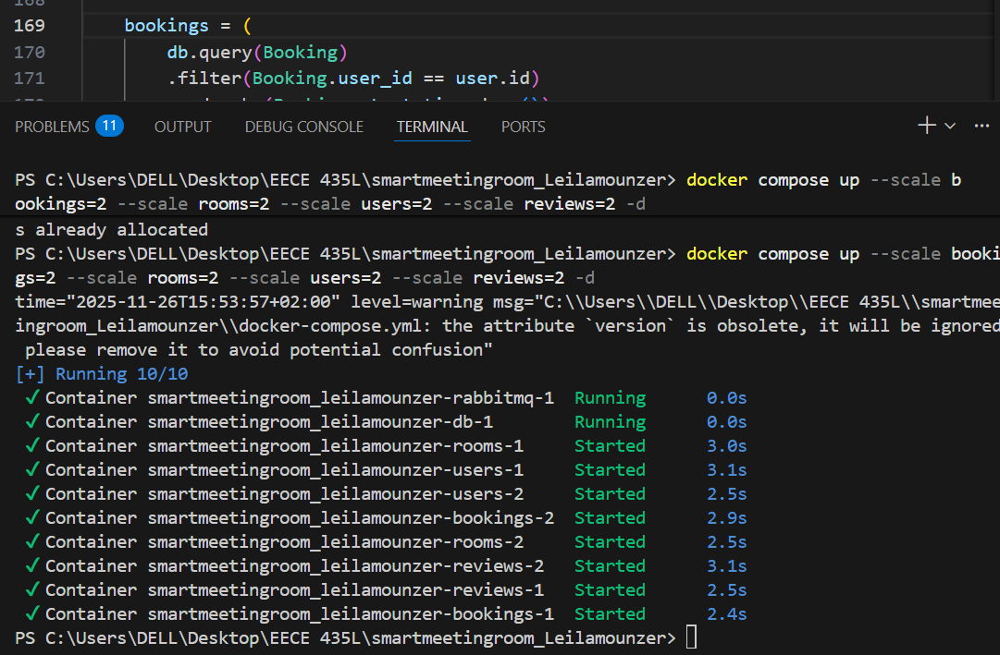 168
169 bookings = (
170 db.query(Booking)
171 .filter(Booking.user_id == user.id)
PROBLEMS 11 OUTPUT DEBUG CONSOLE TERMINAL PORTS
PS C:\Users\DELL\Desktop\EECE 435L\smartmeetingroom_Leilamounzer> docker compose up --scale b
ookings=2 --scale rooms=2 --scale users=2 --scale reviews=2 -d
s already allocated
PS C:\Users\DELL\Desktop\EECE 435L\smartmeetingroom_Leilamounzer> docker compose up --scale booki
gs=2 --scale rooms=2 --scale users=2 --scale reviews=2 -d
time="2025-11-26T15:53:57+02:00" level=warning msg="C:\\Users\\DELL\\Desktop\\EECE 435L\\smartmee
ingroom_Leilamounzer\\docker-compose.yml: the attribute `version` is obsolete, it will be ignored
please remove it to avoid potential confusion"
[+] Running 10/10
✓ Container smartmeetingroom_leilamounzer-rabbitmq-1 Running 0.0s
✓ Container smartmeetingroom_leilamounzer-db-1 Running 0.0s
✓ Container smartmeetingroom_leilamounzer-rooms-1 Started 3.0s
✓ Container smartmeetingroom_leilamounzer-users-1 Started 3.1s
✓ Container smartmeetingroom_leilamounzer-users-2 Started 2.5s
✓ Container smartmeetingroom_leilamounzer-bookings-2 Started 2.9s
✓ Container smartmeetingroom_leilamounzer-rooms-2 Started 2.5s
✓ Container smartmeetingroom_leilamounzer-reviews-2 Started 3.1s
✓ Container smartmeetingroom_leilamounzer-reviews-1 Started 2.5s
✓ Container smartmeetingroom_leilamounzer-bookings-1 Started 2.4s
PS C:\Users\DELL\Desktop\EECE 435L\smartmeetingroom_Leilamounzer>